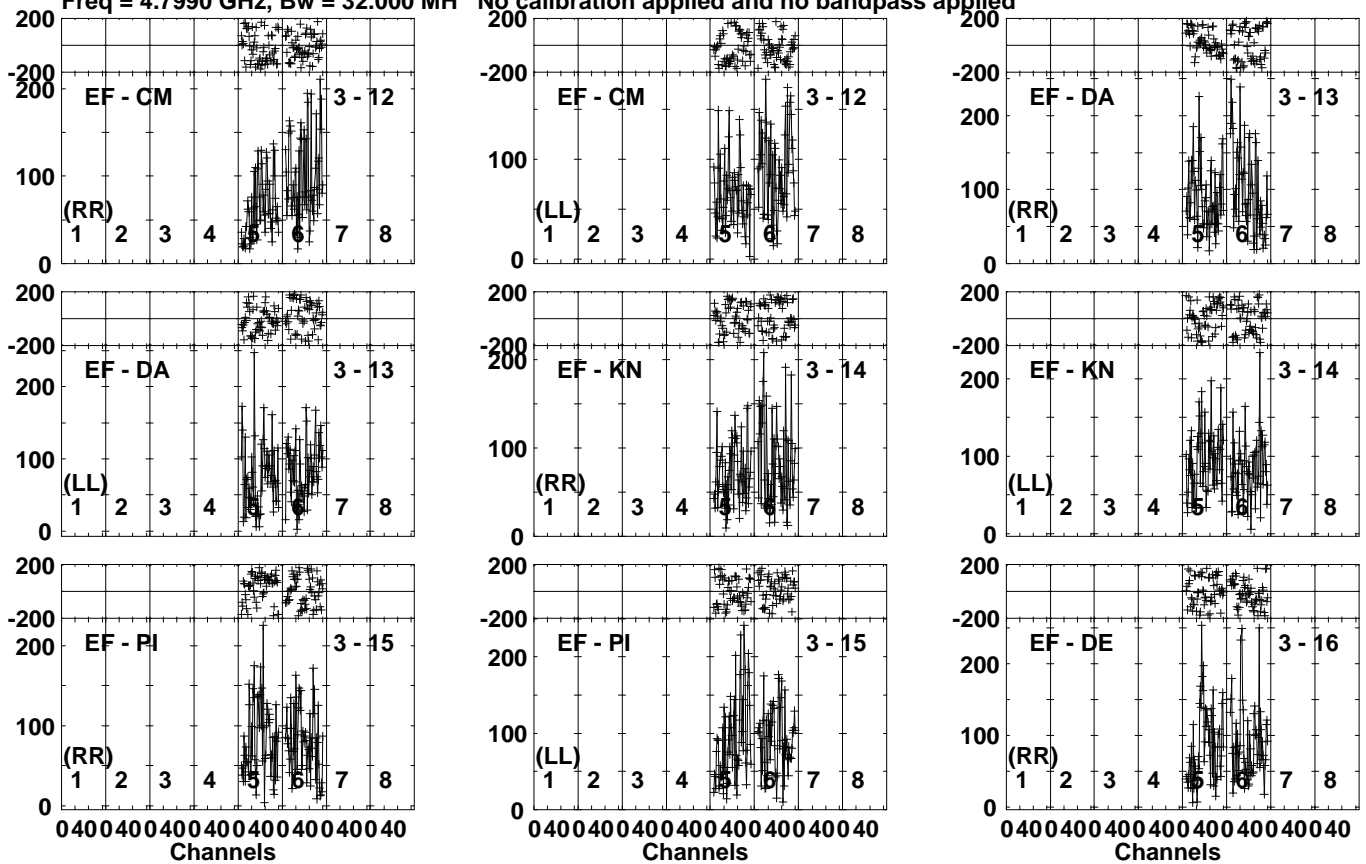 Freq = 4.7990 GHz, Bw = 32.000 MH No calibration applied and no bandpass applied
200 200 200
-200 -200 -200
200
EF - CM 3 - 12 EF - CM 3 - 12 EF - DA 3 - 13
200
100 100 100
(RR) (LL) (RR)
1 2 3 4 5 6 7 8 1 2 3 4 5 6 7 8 1 2 3 4 5 6 7 8
0 0 0
200 200 200
-200 -200 -200
EF - DA 3 - 13 EF - KN 3 - 14 EF - KN 3 - 14
200 200 200
100 100 100
(LL) (RR) (LL)
1 2 3 4 5 6 7 8 1 2 3 4 5 6 7 8 1 2 3 4 5 6 7 8
0 0 0
200 200 200
-200 -200 -200
EF - PI 3 - 15 EF - PI 3 - 15 EF - DE 3 - 16
200 200 200
100 100 100
(RR) (LL) (RR)
1 2 3 4 5 6 7 8 1 2 3 4 5 6 7 8 1 2 3 4 5 6 7 8
0 0 0
0 40 0 40 0 40 0 40 0 40 0 40 0 40 0 40 0 40 0 40 0 40 0 40 0 40 0 40 0 40 0 40 0 40 0 40 0 40 0 40 0 40 0 40 0 40 0 40
Channels Channels Channels